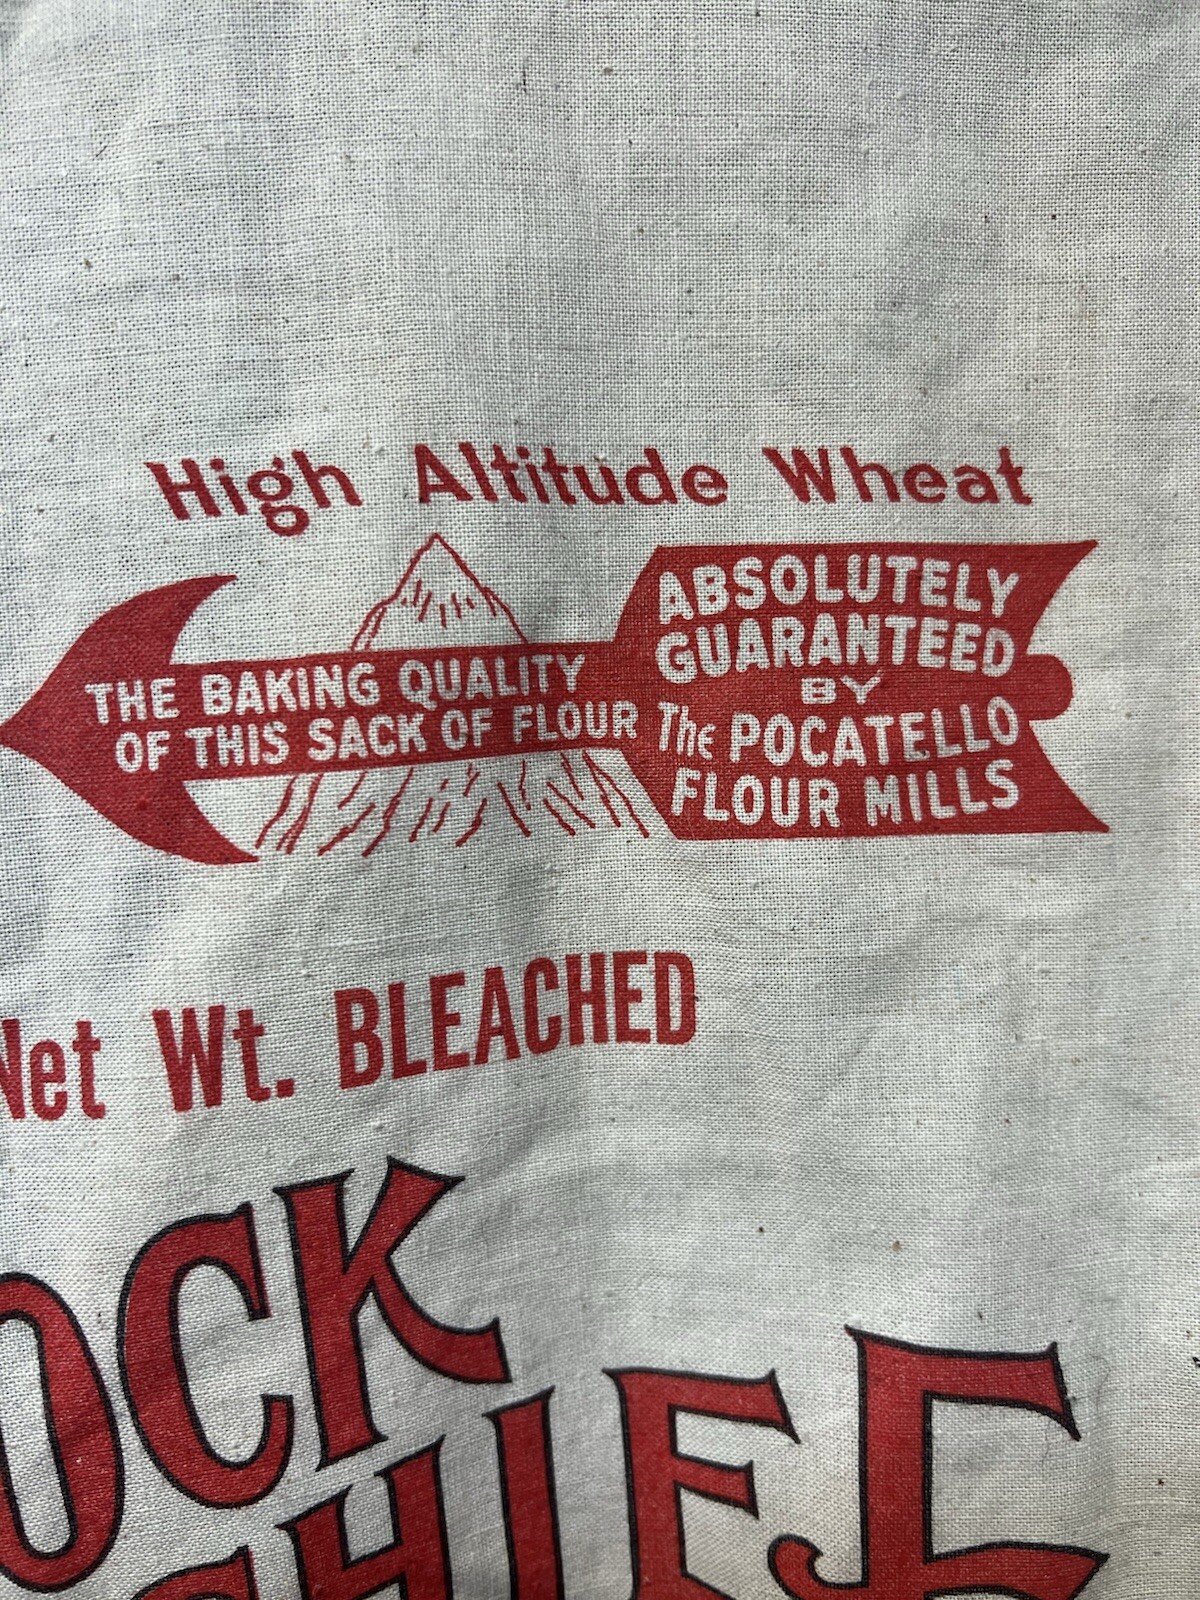 High Altitude Wheat
THE BAKING QUALITY
OF THIS SACK OF FLOUR
ABSOLUTELY
GUARANTEED
BY
The POCATELLO
FLOUR MILLS
Net Wt. BLEACHED
OCK
CHIEF